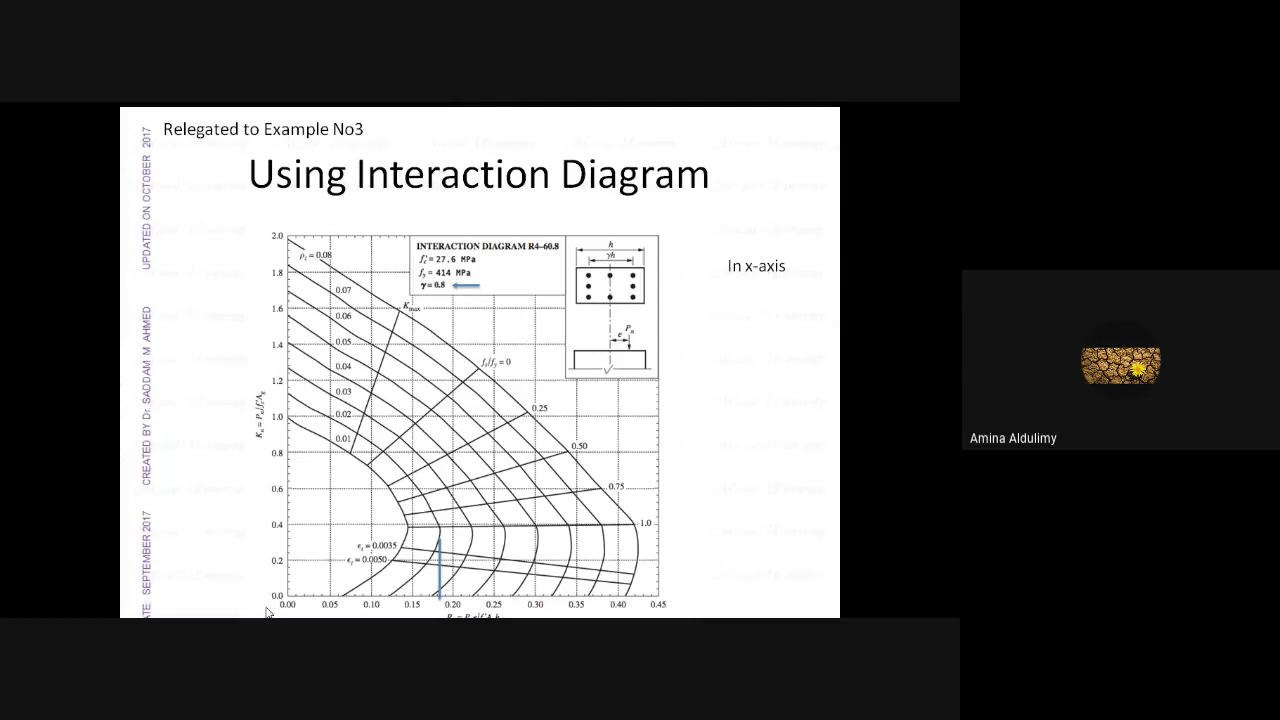 Relegated to Example No3
Using Interaction Diagram
UPDATED ON OCTOBER 2017
CREATED BY Dr. SADDAM M AHMED
ATE SEPTEMBER 2017
In x-axis
INTERACTION DIAGRAM R4–60.8
f′c = 27.6 MPa
fy = 414 MPa
γ = 0.8
h
γh
e
Pn
Kn = Pn/f′cAg
2.0
1.8
1.6
1.4
1.2
1.0
0.8
0.6
0.4
0.2
0.0
ρz = 0.08
0.07
0.06
0.05
0.04
0.03
0.02
0.01
Kmax
fs/fy = 0
0.25
0.50
0.75
1.0
εt = 0.0035
εt = 0.0050
0.00 0.05 0.10 0.15 0.20 0.25 0.30 0.35 0.40 0.45
Amina Aldulimy